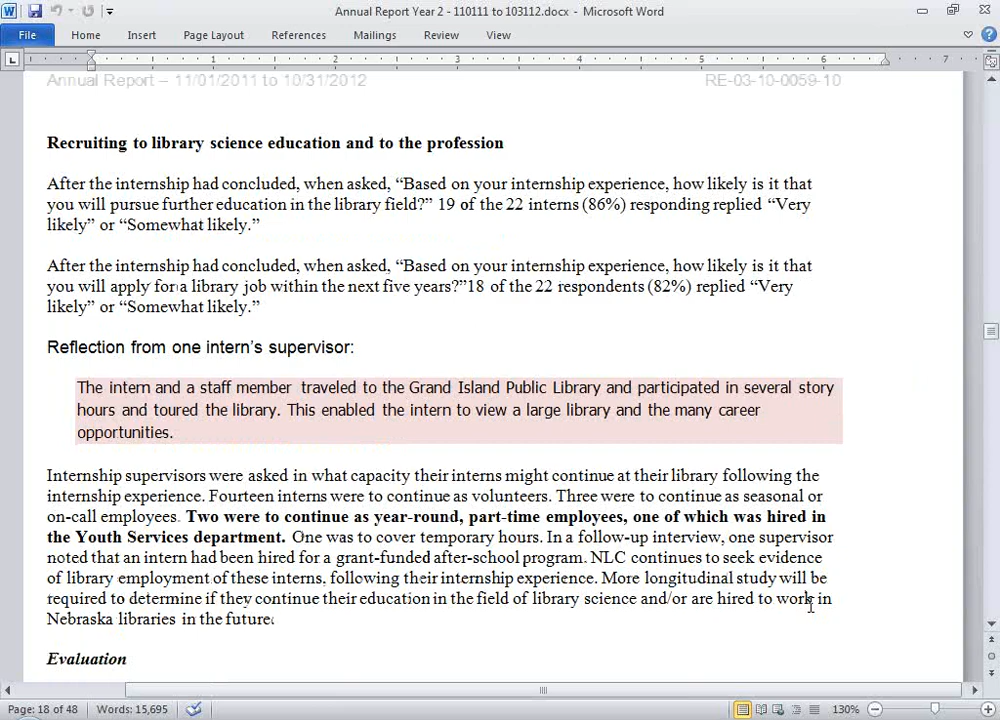 Annual Report Year 2 - 110111 to 103112.docx - Microsoft Word
File Home Insert Page Layout References Mailings Review View
1 2 3 4 5 6 7
Annual Report – 11/01/2011 to 10/31/2012 RE-03-10-0059-10
Recruiting to library science education and to the profession
After the internship had concluded, when asked, “Based on your internship experience, how likely is it that
you will pursue further education in the library field?” 19 of the 22 interns (86%) responding replied “Very
likely” or “Somewhat likely.”
After the internship had concluded, when asked, “Based on your internship experience, how likely is it that
you will apply for a library job within the next five years?”18 of the 22 respondents (82%) replied “Very
likely” or “Somewhat likely.”
Reflection from one intern’s supervisor:
The intern and a staff member traveled to the Grand Island Public Library and participated in several story
hours and toured the library. This enabled the intern to view a large library and the many career
opportunities.
Internship supervisors were asked in what capacity their interns might continue at their library following the
internship experience. Fourteen interns were to continue as volunteers. Three were to continue as seasonal or
on-call employees. Two were to continue as year-round, part-time employees, one of which was hired in
the Youth Services department. One was to cover temporary hours. In a follow-up interview, one supervisor
noted that an intern had been hired for a grant-funded after-school program. NLC continues to seek evidence
of library employment of these interns, following their internship experience. More longitudinal study will be
required to determine if they continue their education in the field of library science and/or are hired to work in
Nebraska libraries in the future.
Evaluation
Page: 18 of 48 Words: 15,695 130%